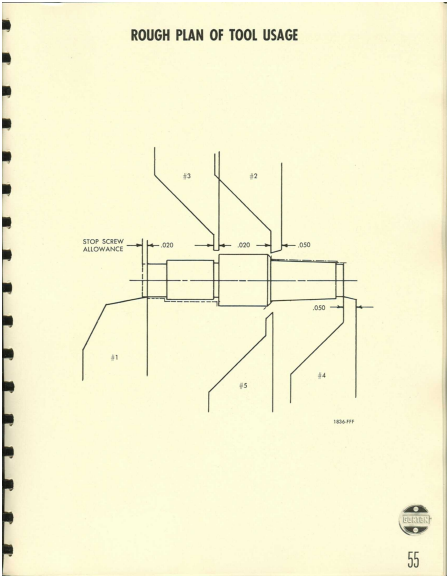 ROUGH PLAN OF TOOL USAGE
#3
#2
STOP SCREW
ALLOWANCE
.020
.020
.050
.050
#1
#4
#5
1836-FFF
55